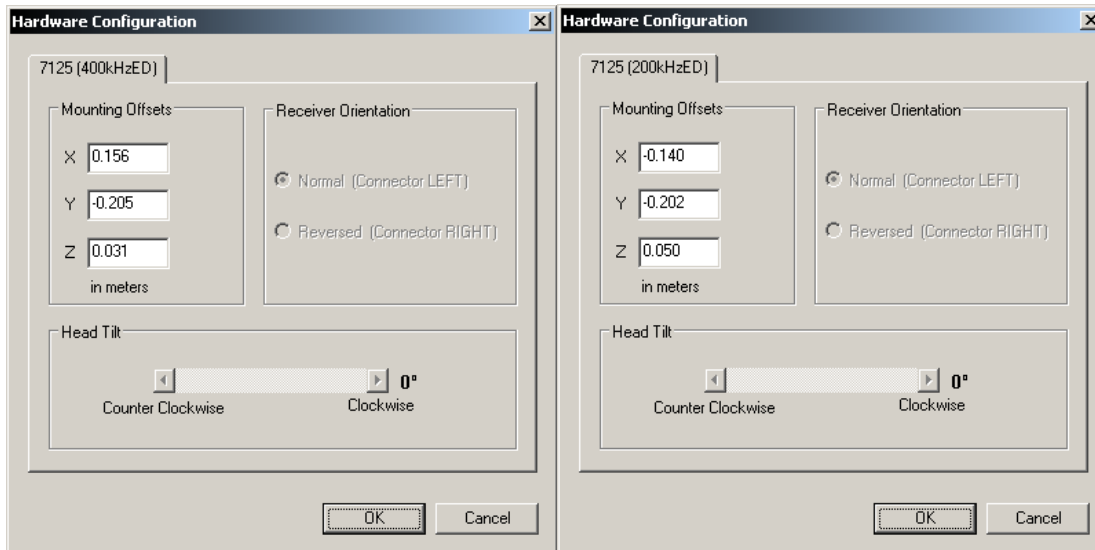 Hardware Configuration
7125 (400kHzED)
Mounting Offsets
X 0.156
Y -0.205
Z 0.031
in meters
Receiver Orientation
Normal (Connector LEFT)
Reversed (Connector RIGHT)
Head Tilt
0°
Counter Clockwise
Clockwise
OK
Cancel
Hardware Configuration
7125 (200kHzED)
Mounting Offsets
X -0.140
Y -0.202
Z 0.050
in meters
Receiver Orientation
Normal (Connector LEFT)
Reversed (Connector RIGHT)
Head Tilt
0°
Counter Clockwise
Clockwise
OK
Cancel